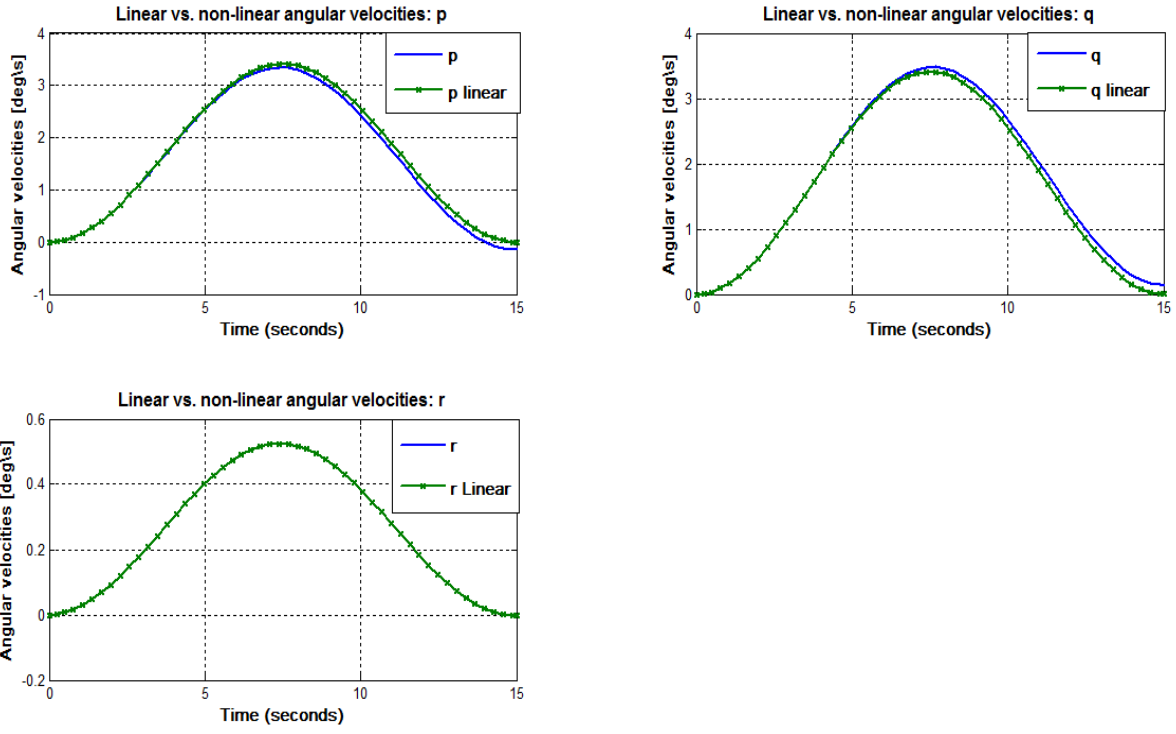 Linear vs. non-linear angular velocities: p
Angular velocities [deg\s]
4
3
2
1
0
-1
0
5
10
15
Time (seconds)
p
p linear
Linear vs. non-linear angular velocities: q
Angular velocities [deg\s]
4
3
2
1
0
0
5
10
15
Time (seconds)
q
q linear
Linear vs. non-linear angular velocities: r
Angular velocities [deg\s]
0.6
0.4
0.2
0
-0.2
0
5
10
15
Time (seconds)
r
r Linear